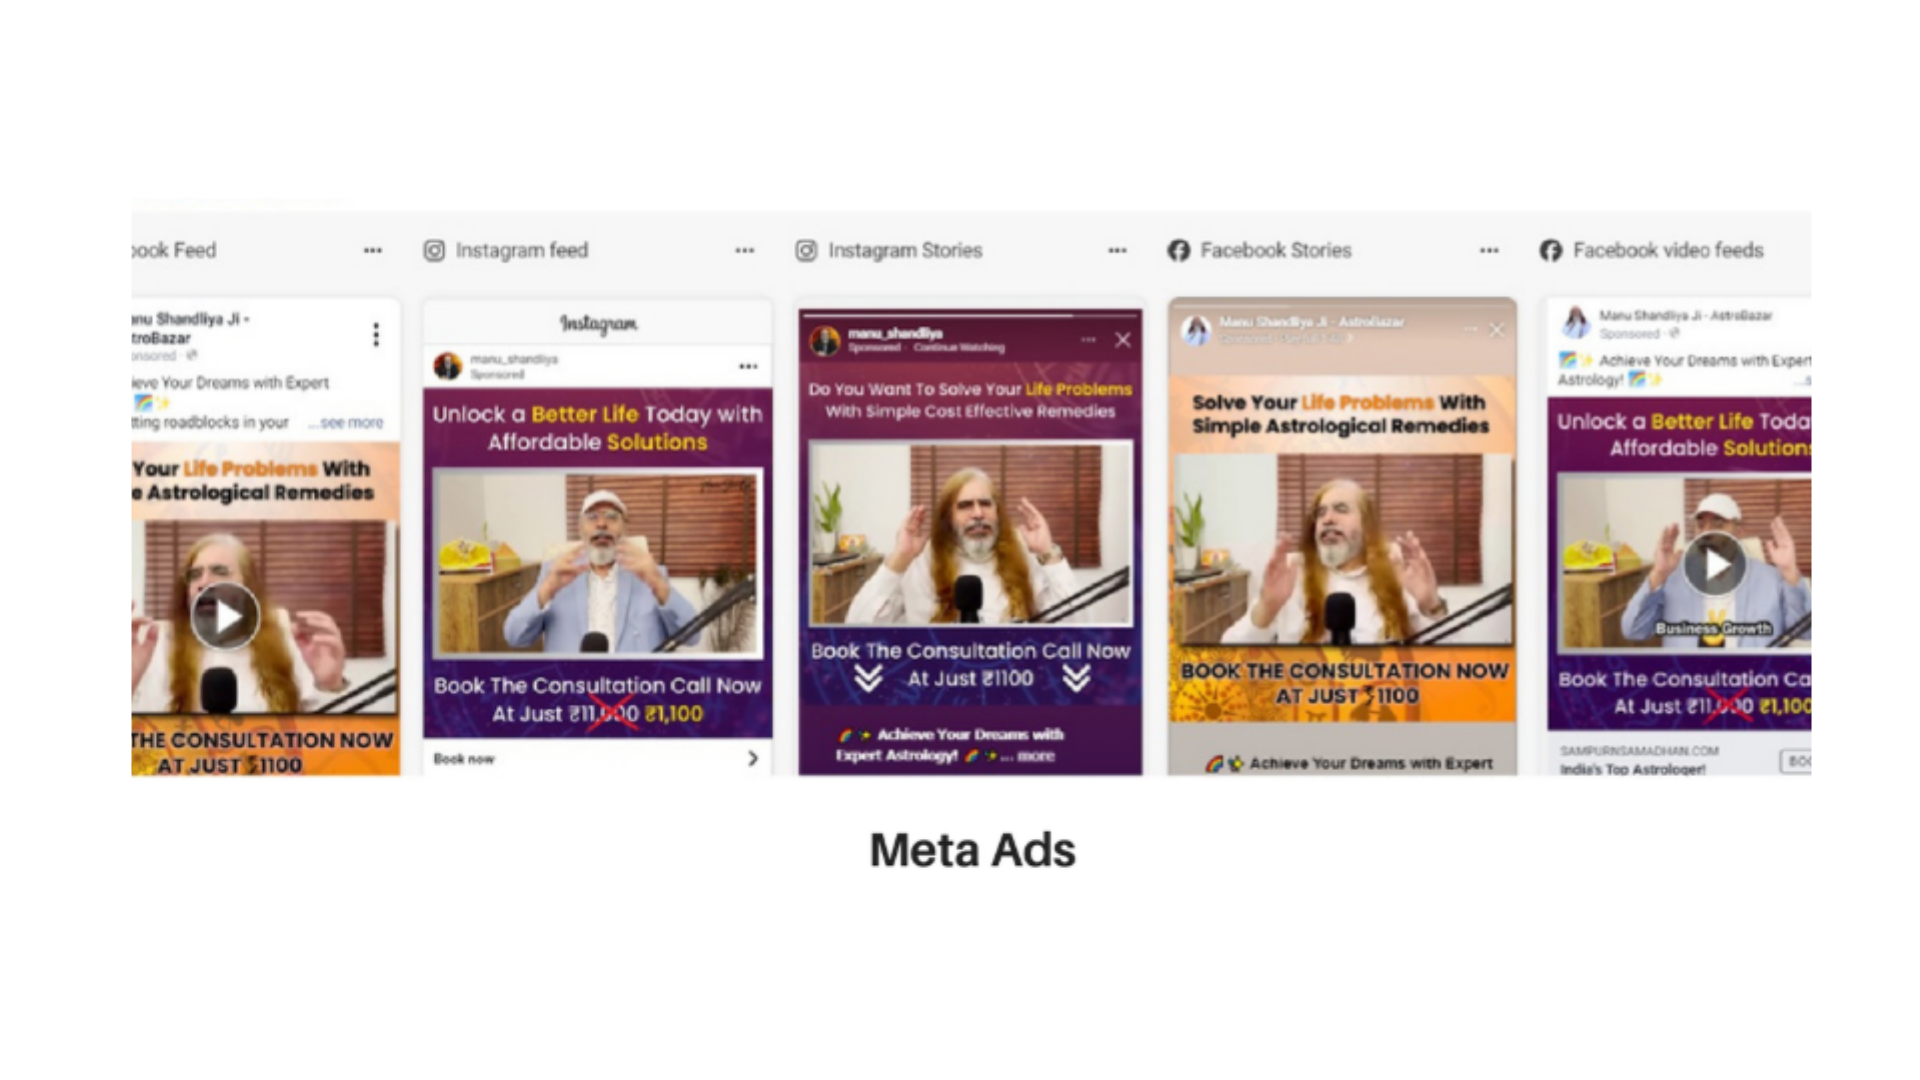 book Feed
anu Shandliya Ji -
troBazar
onsored
ieve Your Dreams with Expert
tting roadblocks in your ...see more
Your Life Problems With
e Astrological Remedies
THE CONSULTATION NOW
AT JUST ₹1100
Instagram feed
Instagram
manu_shandliya
Sponsored
Unlock a Better Life Today with
Affordable Solutions
Book The Consultation Call Now
At Just ₹11,000 ₹1,100
Book now
Instagram Stories
manu_shandliya
Sponsored · Continue Watching
Do You Want To Solve Your Life Problems
With Simple Cost Effective Remedies
Book The Consultation Call Now
At Just ₹1100
Achieve Your Dreams with
Expert Astrology! ... more
Facebook Stories
Manu Shandliya Ji - AstroBazar
Solve Your Life Problems With
Simple Astrological Remedies
BOOK THE CONSULTATION NOW
AT JUST ₹1100
Achieve Your Dreams with Expert
Facebook video feeds
Manu Shandliya Ji - AstroBazar
Sponsored
Achieve Your Dreams with Expert
Astrology! ...s
Unlock a Better Life Toda
Affordable Solutions
Business Growth
Book The Consultation Ca
At Just ₹11,000 ₹1,100
SAMPURNSAMADHAN.COM
India's Top Astrologer!
BOO
Meta Ads